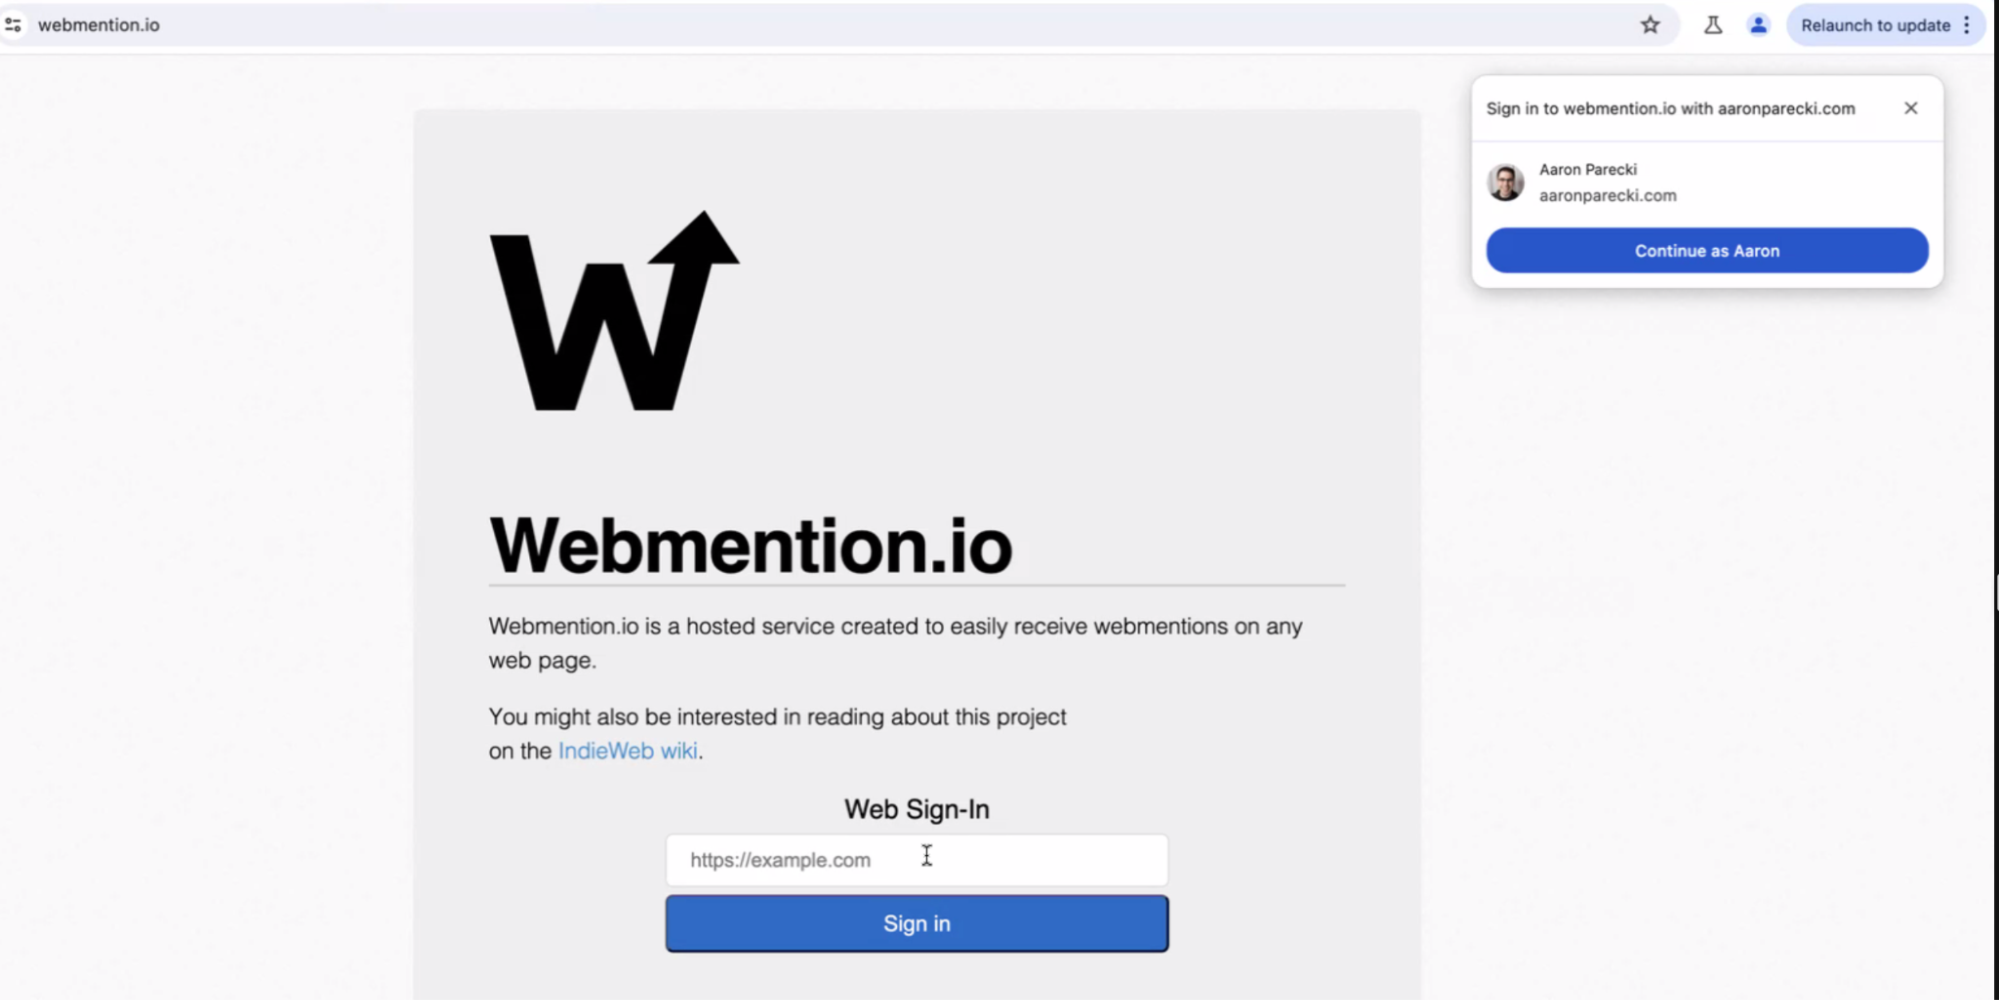 webmention.io
Relaunch to update
Sign in to webmention.io with aaronparecki.com
Aaron Parecki
aaronparecki.com
Continue as Aaron
W
Webmention.io
Webmention.io is a hosted service created to easily receive webmentions on any
web page.
You might also be interested in reading about this project
on the IndieWeb wiki.
Web Sign-In
https://example.com
Sign in